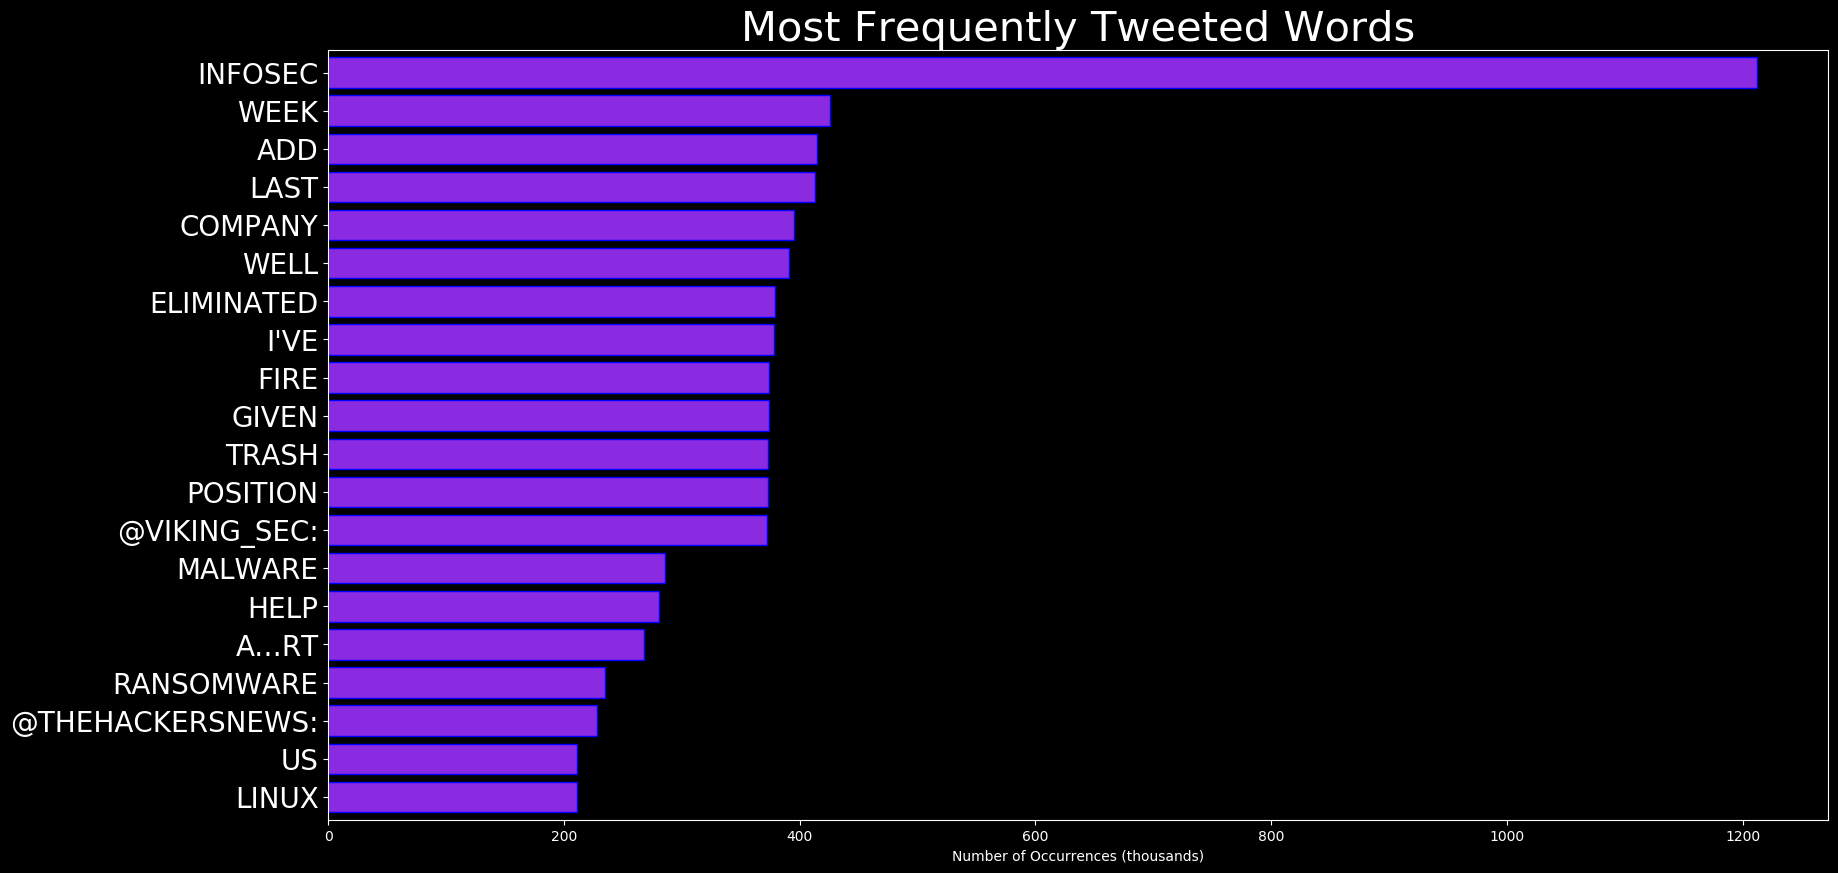 Most Frequently Tweeted Words
INFOSEC
WEEK
ADD
LAST
COMPANY
WELL
ELIMINATED
I'VE
FIRE
GIVEN
TRASH
POSITION
@VIKING_SEC:
MALWARE
HELP
A…RT
RANSOMWARE
@THEHACKERSNEWS:
US
LINUX
0 200 400 600 800 1000 1200
Number of Occurrences (thousands)